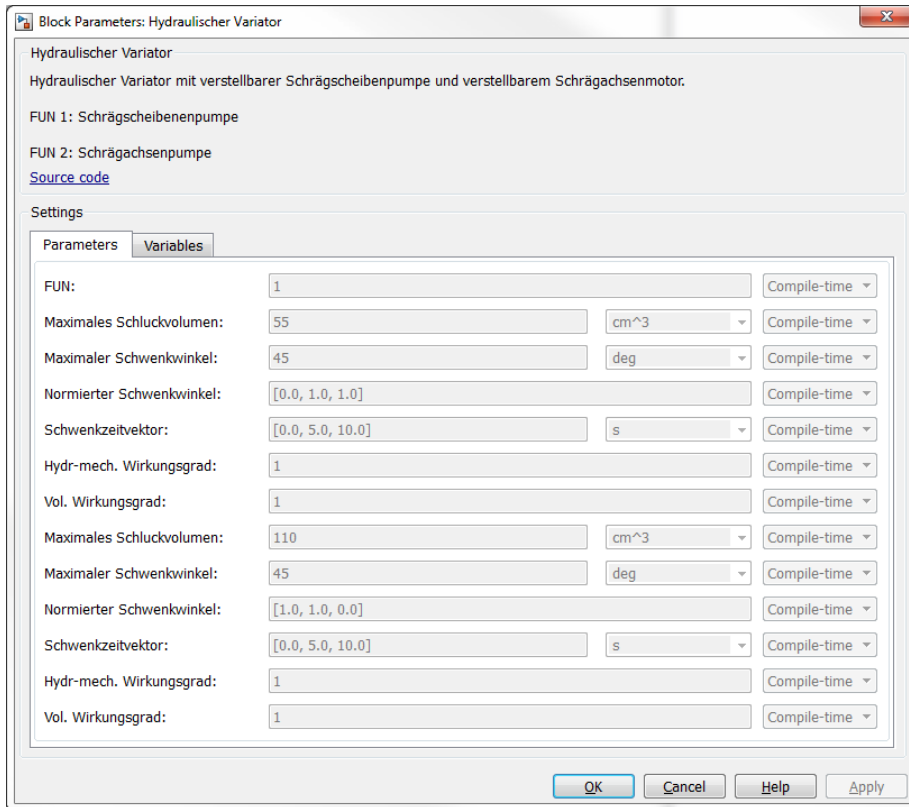 Block Parameters: Hydraulischer Variator
Hydraulischer Variator
Hydraulischer Variator mit verstellbarer Schrägscheibenpumpe und verstellbarem Schrägachsenmotor.
FUN 1: Schrägscheibenenpumpe
FUN 2: Schrägachsenpumpe
Source code
Settings
Parameters Variables
FUN: 1 Compile-time
Maximales Schluckvolumen: 55 cm^3 Compile-time
Maximaler Schwenkwinkel: 45 deg Compile-time
Normierter Schwenkwinkel: [0.0, 1.0, 1.0] Compile-time
Schwenkzeitvektor: [0.0, 5.0, 10.0] s Compile-time
Hydr-mech. Wirkungsgrad: 1 Compile-time
Vol. Wirkungsgrad: 1 Compile-time
Maximales Schluckvolumen: 110 cm^3 Compile-time
Maximaler Schwenkwinkel: 45 deg Compile-time
Normierter Schwenkwinkel: [1.0, 1.0, 0.0] Compile-time
Schwenkzeitvektor: [0.0, 5.0, 10.0] s Compile-time
Hydr-mech. Wirkungsgrad: 1 Compile-time
Vol. Wirkungsgrad: 1 Compile-time
OK Cancel Help Apply